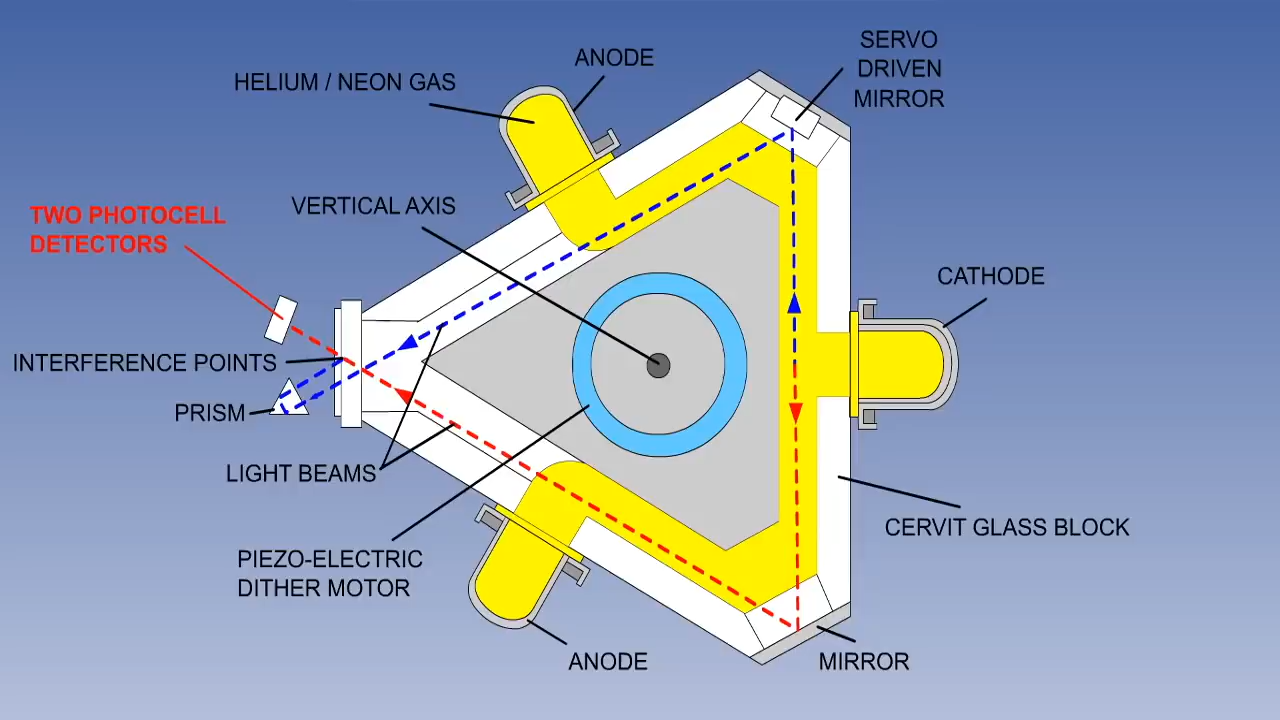 SERVO
DRIVEN
MIRROR
ANODE
HELIUM / NEON GAS
VERTICAL AXIS
TWO PHOTOCELL
DETECTORS
CATHODE
INTERFERENCE POINTS
PRISM
LIGHT BEAMS
CERVIT GLASS BLOCK
PIEZO-ELECTRIC
DITHER MOTOR
ANODE
MIRROR